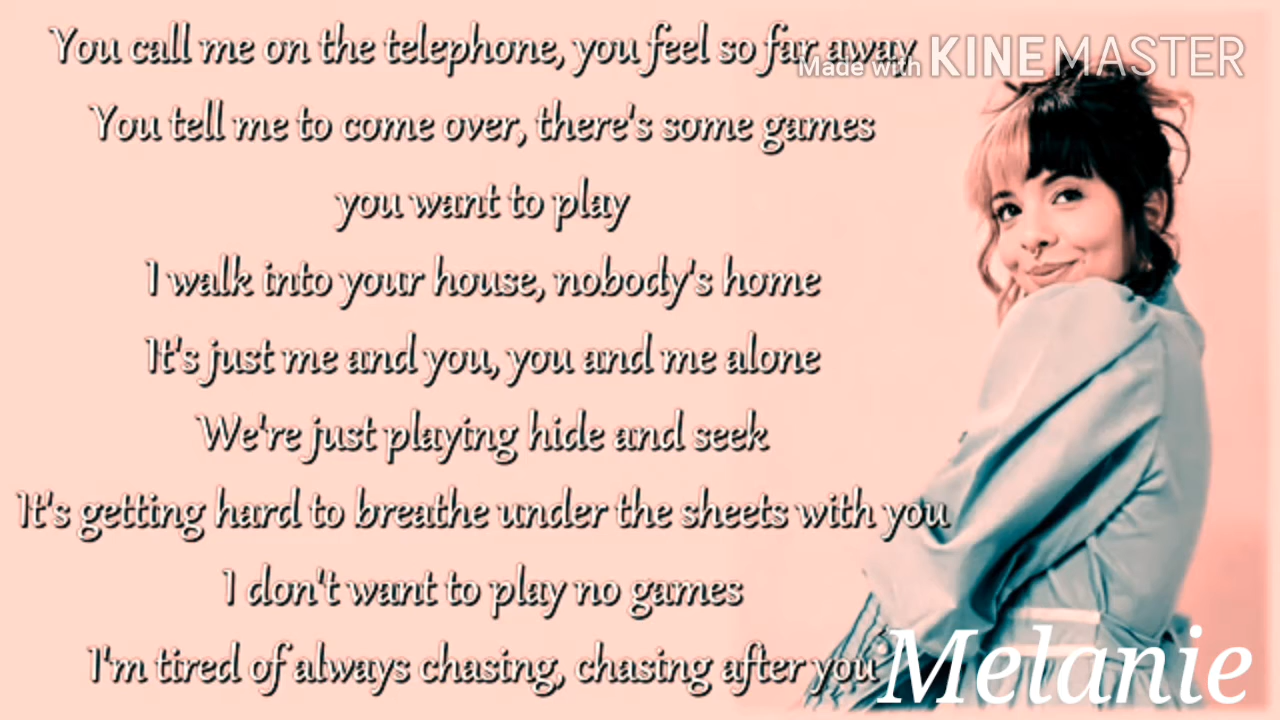 You call me on the telephone, you feel so far away
Made with KINEMASTER
You tell me to come over, there's some games
you want to play
I walk into your house, nobody's home
It's just me and you, you and me alone
We're just playing hide and seek
It's getting hard to breathe under the sheets with you
I don't want to play no games
I'm tired of always chasing, chasing after you
Melanie